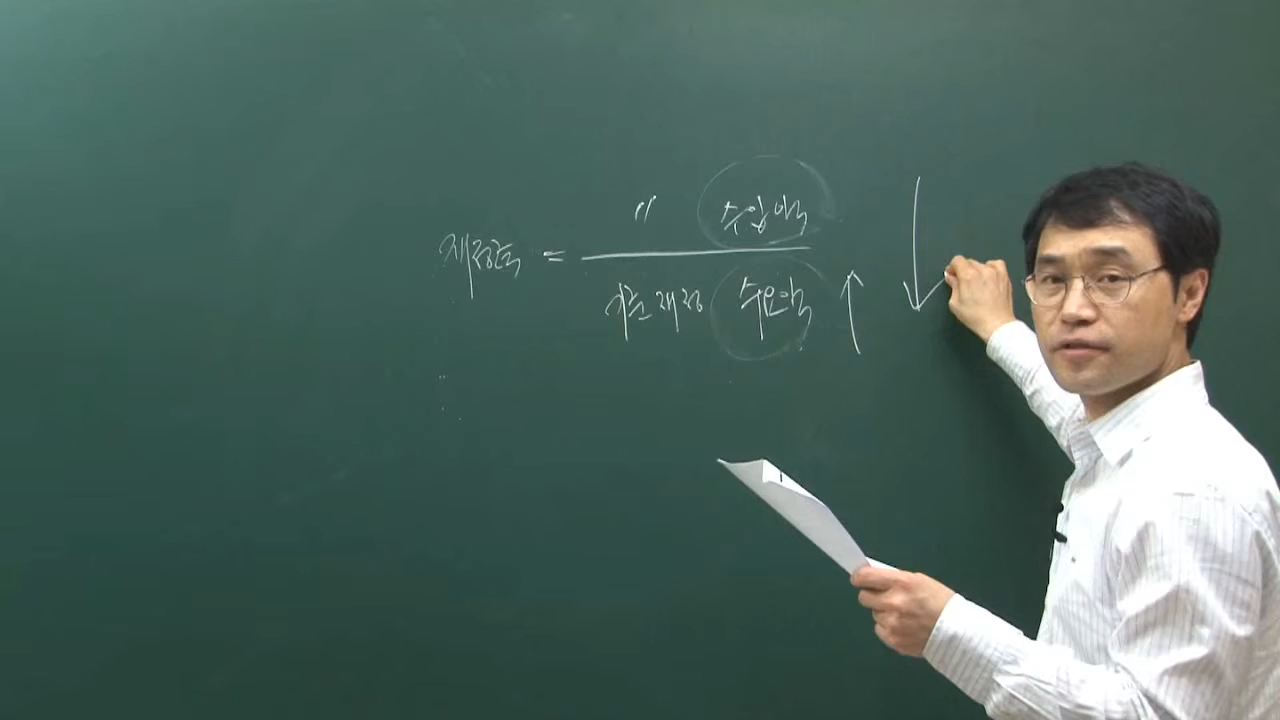 〃 수입액
재정력 =
기준재정 수요액